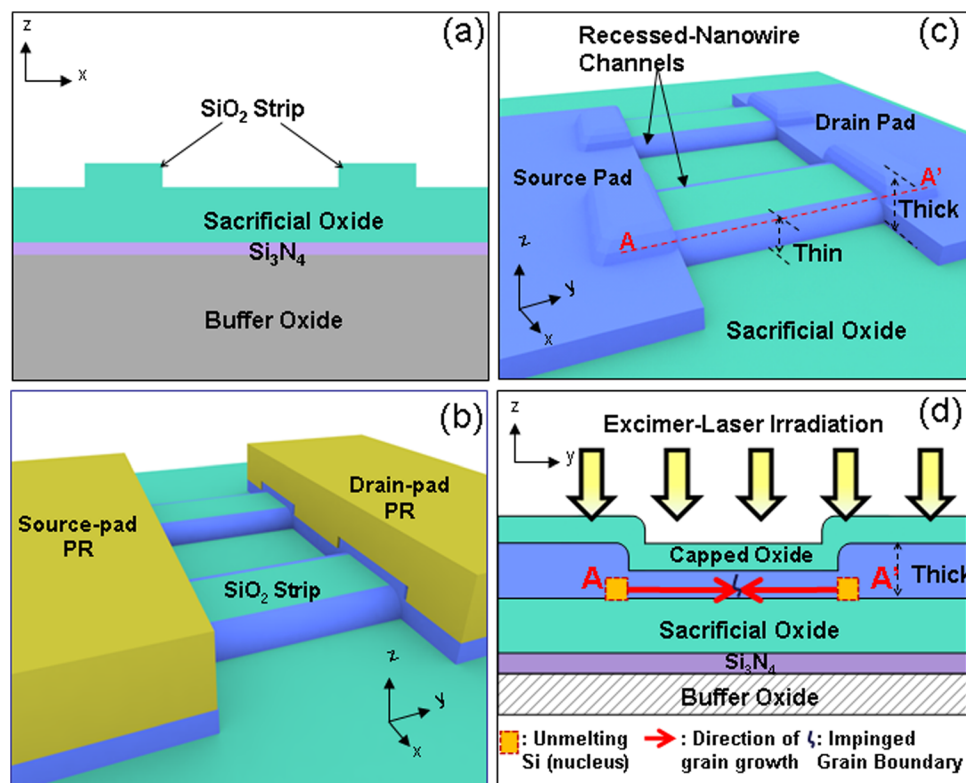 (a)
z
x
SiO2 Strip
Sacrificial Oxide
Si3N4
Buffer Oxide
(c)
Recessed-Nanowire
Channels
Drain Pad
Source Pad
A'
Thick
A
Thin
z
y
x
Sacrificial Oxide
(b)
Drain-pad
PR
Source-pad
PR
SiO2 Strip
z
y
x
(d)
z
y
Excimer-Laser Irradiation
Capped Oxide
A
A'
Thick
Sacrificial Oxide
Si3N4
Buffer Oxide
: Unmelting
Si (nucleus)
: Direction of
grain growth
: Impinged
Grain Boundary